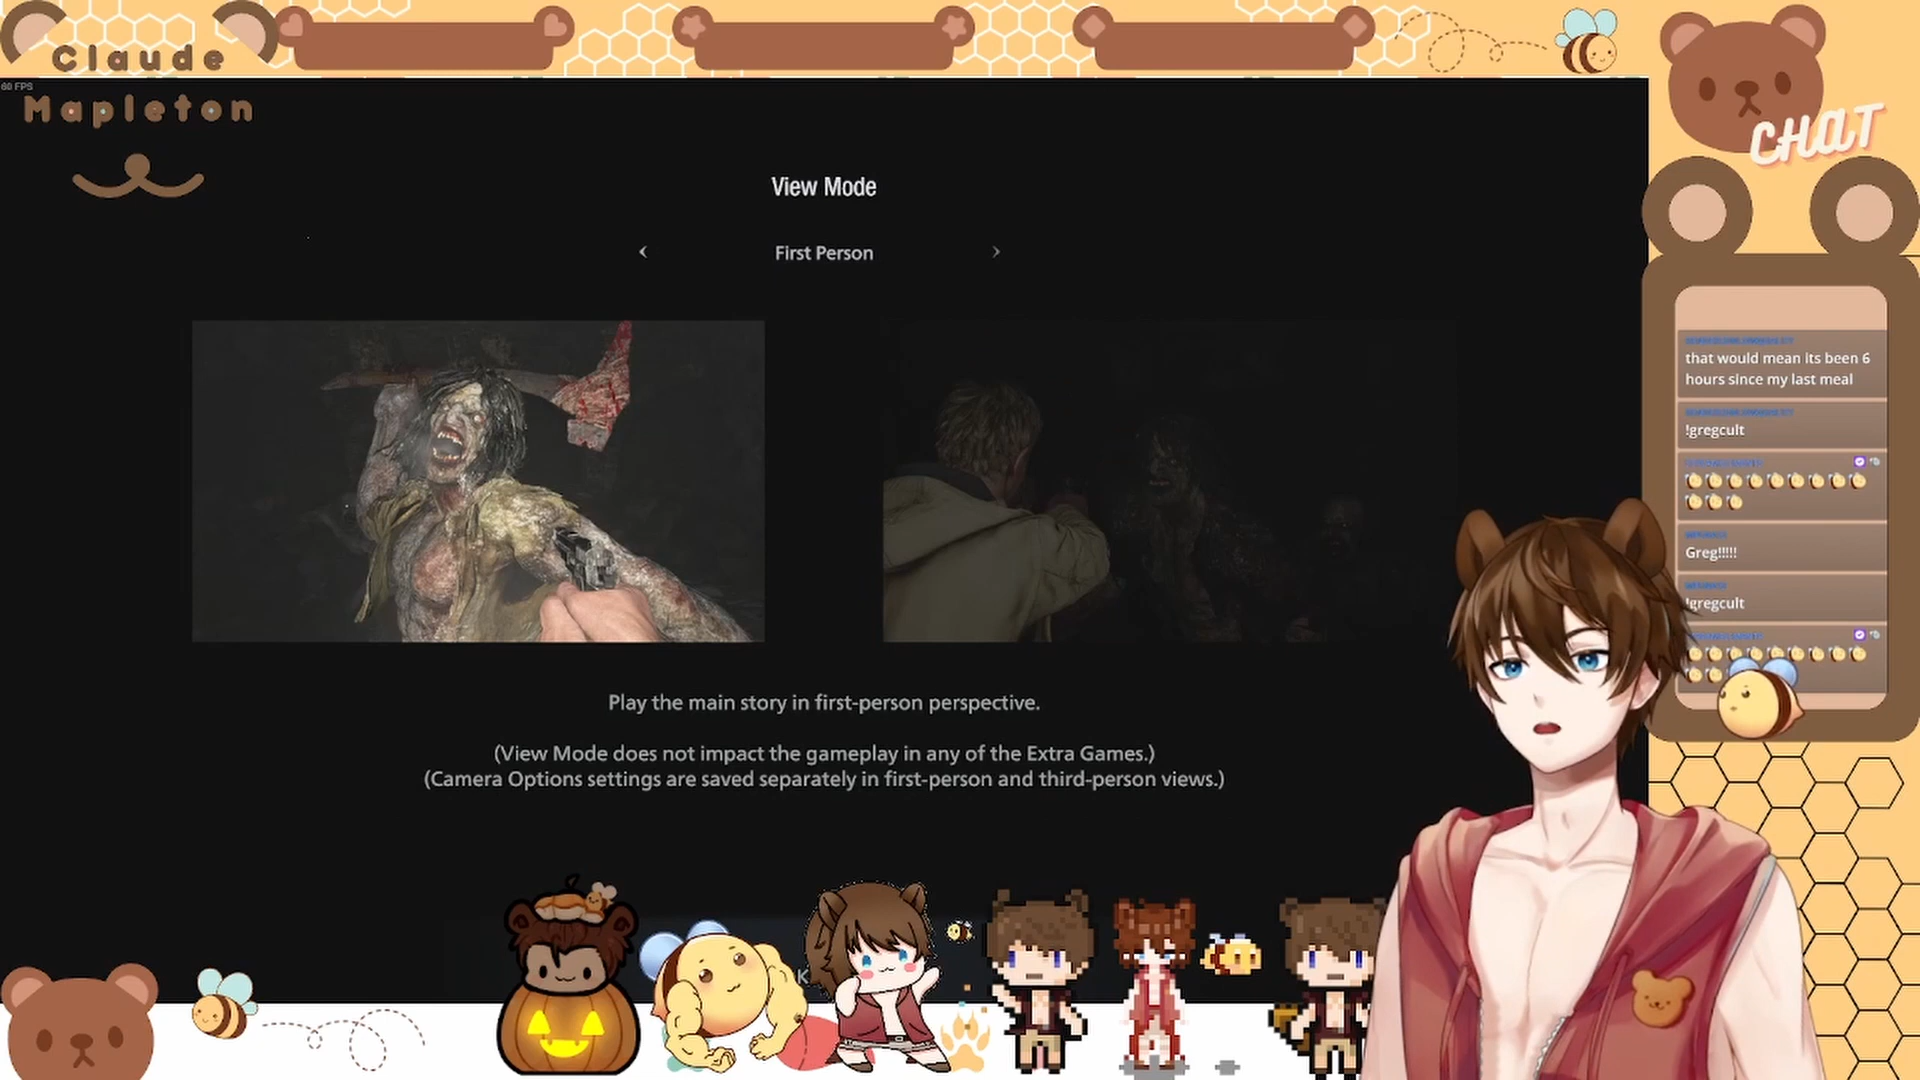 Claude
Mapleton
60 FPS
CHAT
View Mode
First Person
Play the main story in first-person perspective.
(View Mode does not impact the gameplay in any of the Extra Games.)
(Camera Options settings are saved separately in first-person and third-person views.)
that would mean its been 6
hours since my last meal
!gregcult
Greg!!!!!
!gregcult
K